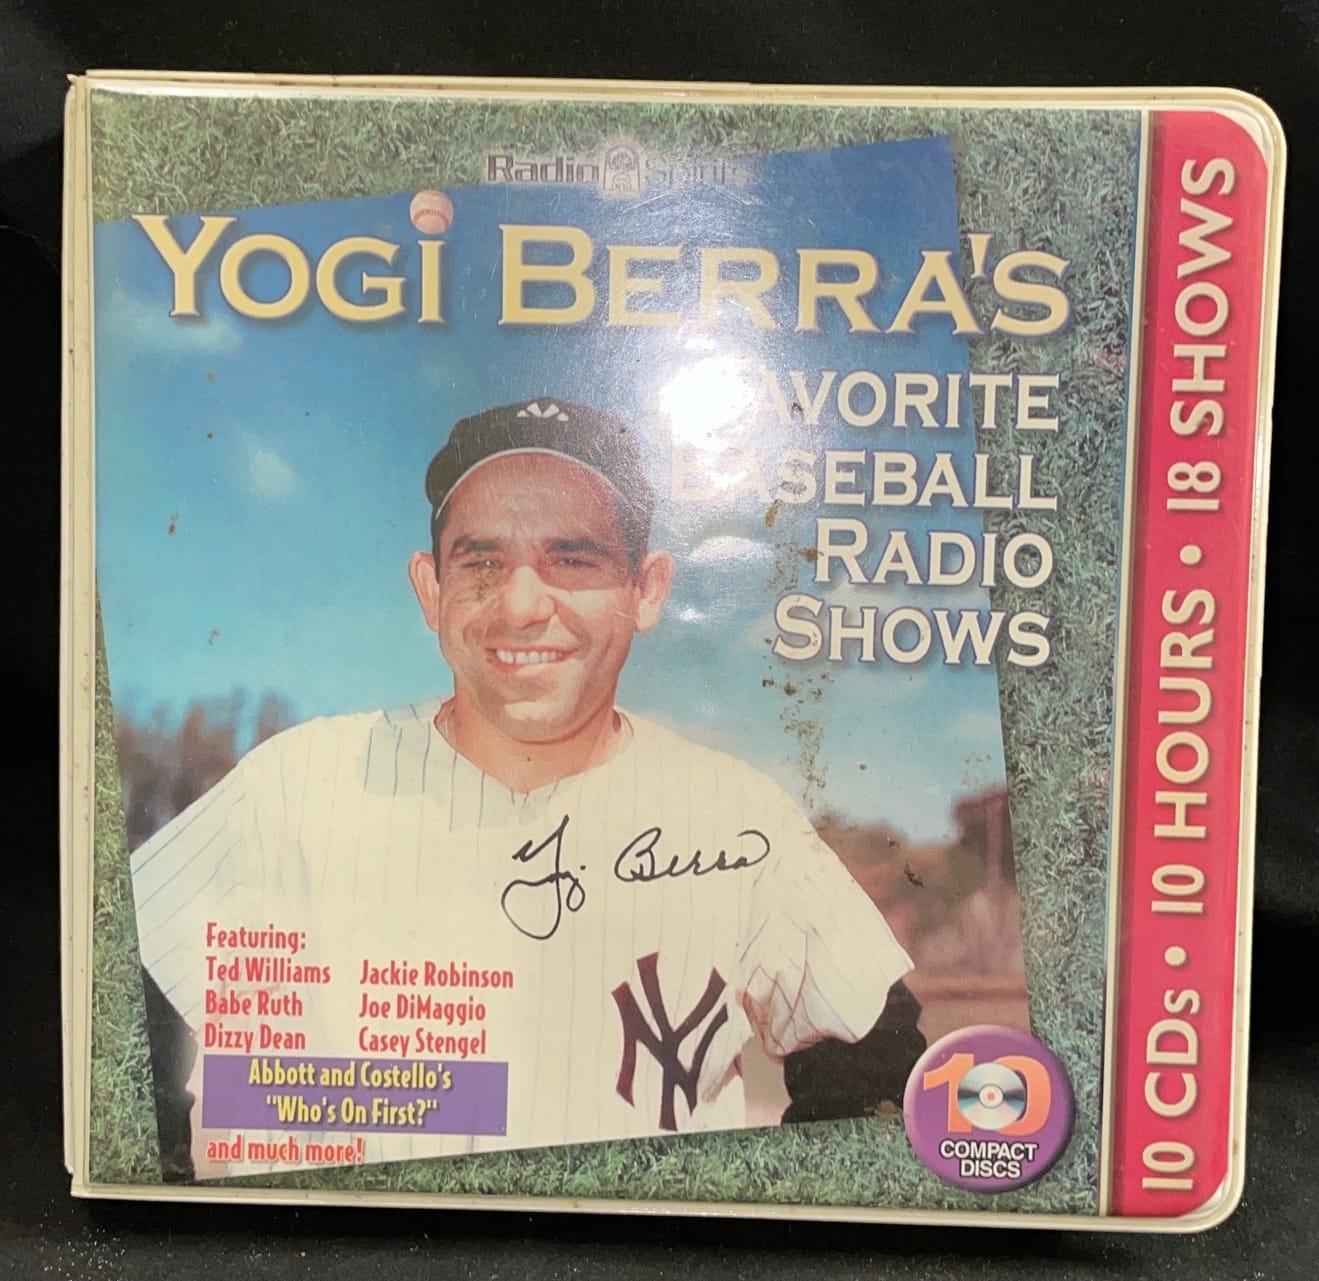 Radio Spirits
YOGI BERRA'S
FAVORITE
BASEBALL
RADIO
SHOWS
Yogi Berra
NY
Featuring:
Ted Williams Jackie Robinson
Babe Ruth Joe DiMaggio
Dizzy Dean Casey Stengel
Abbott and Costello's
"Who's On First?"
and much more!
10
COMPACT
DISCS
10 CDs • 10 HOURS • 18 SHOWS